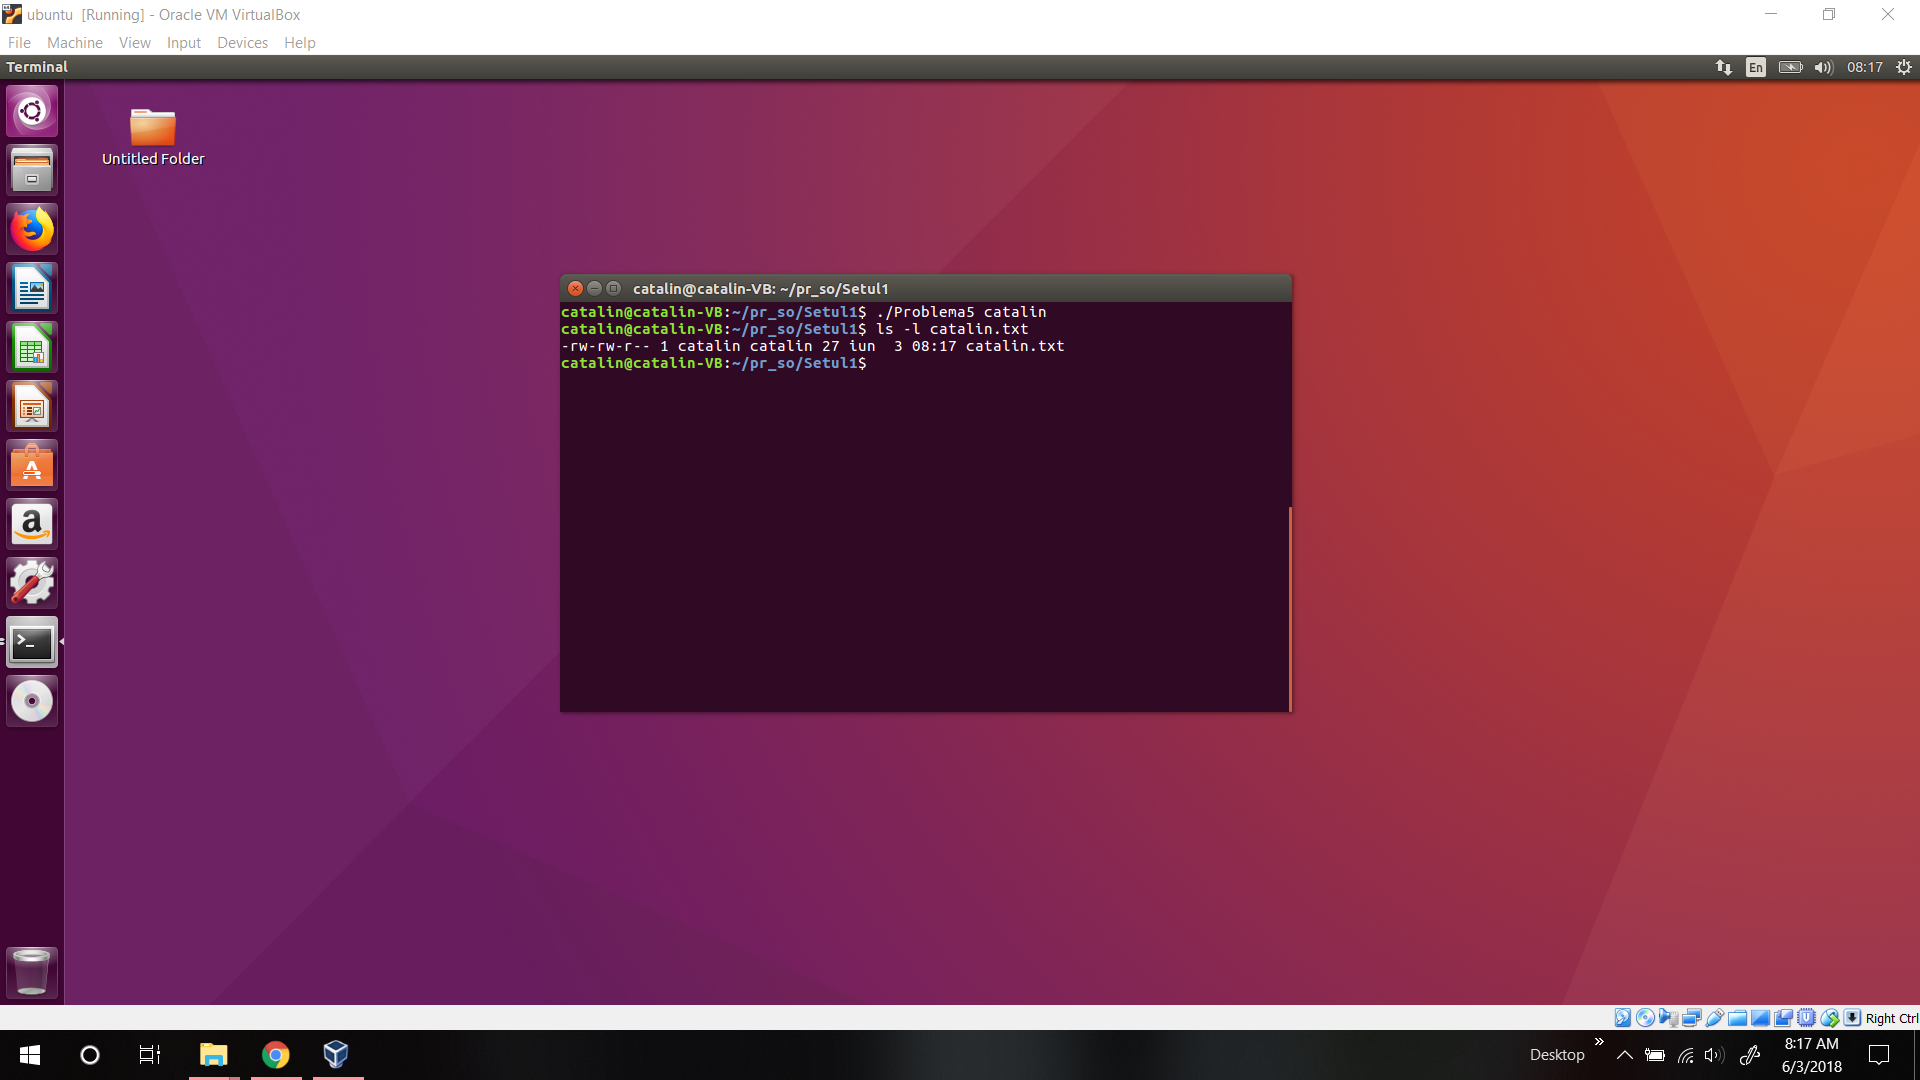 ubuntu [Running] - Oracle VM VirtualBox
File Machine View Input Devices Help
Terminal
En
08:17
Untitled Folder
catalin@catalin-VB: ~/pr_so/Setul1
catalin@catalin-VB:~/pr_so/Setul1$ ./Problema5 catalin
catalin@catalin-VB:~/pr_so/Setul1$ ls -l catalin.txt
-rw-rw-r-- 1 catalin catalin 27 iun  3 08:17 catalin.txt
catalin@catalin-VB:~/pr_so/Setul1$
Right Ctrl
Desktop
8:17 AM
6/3/2018